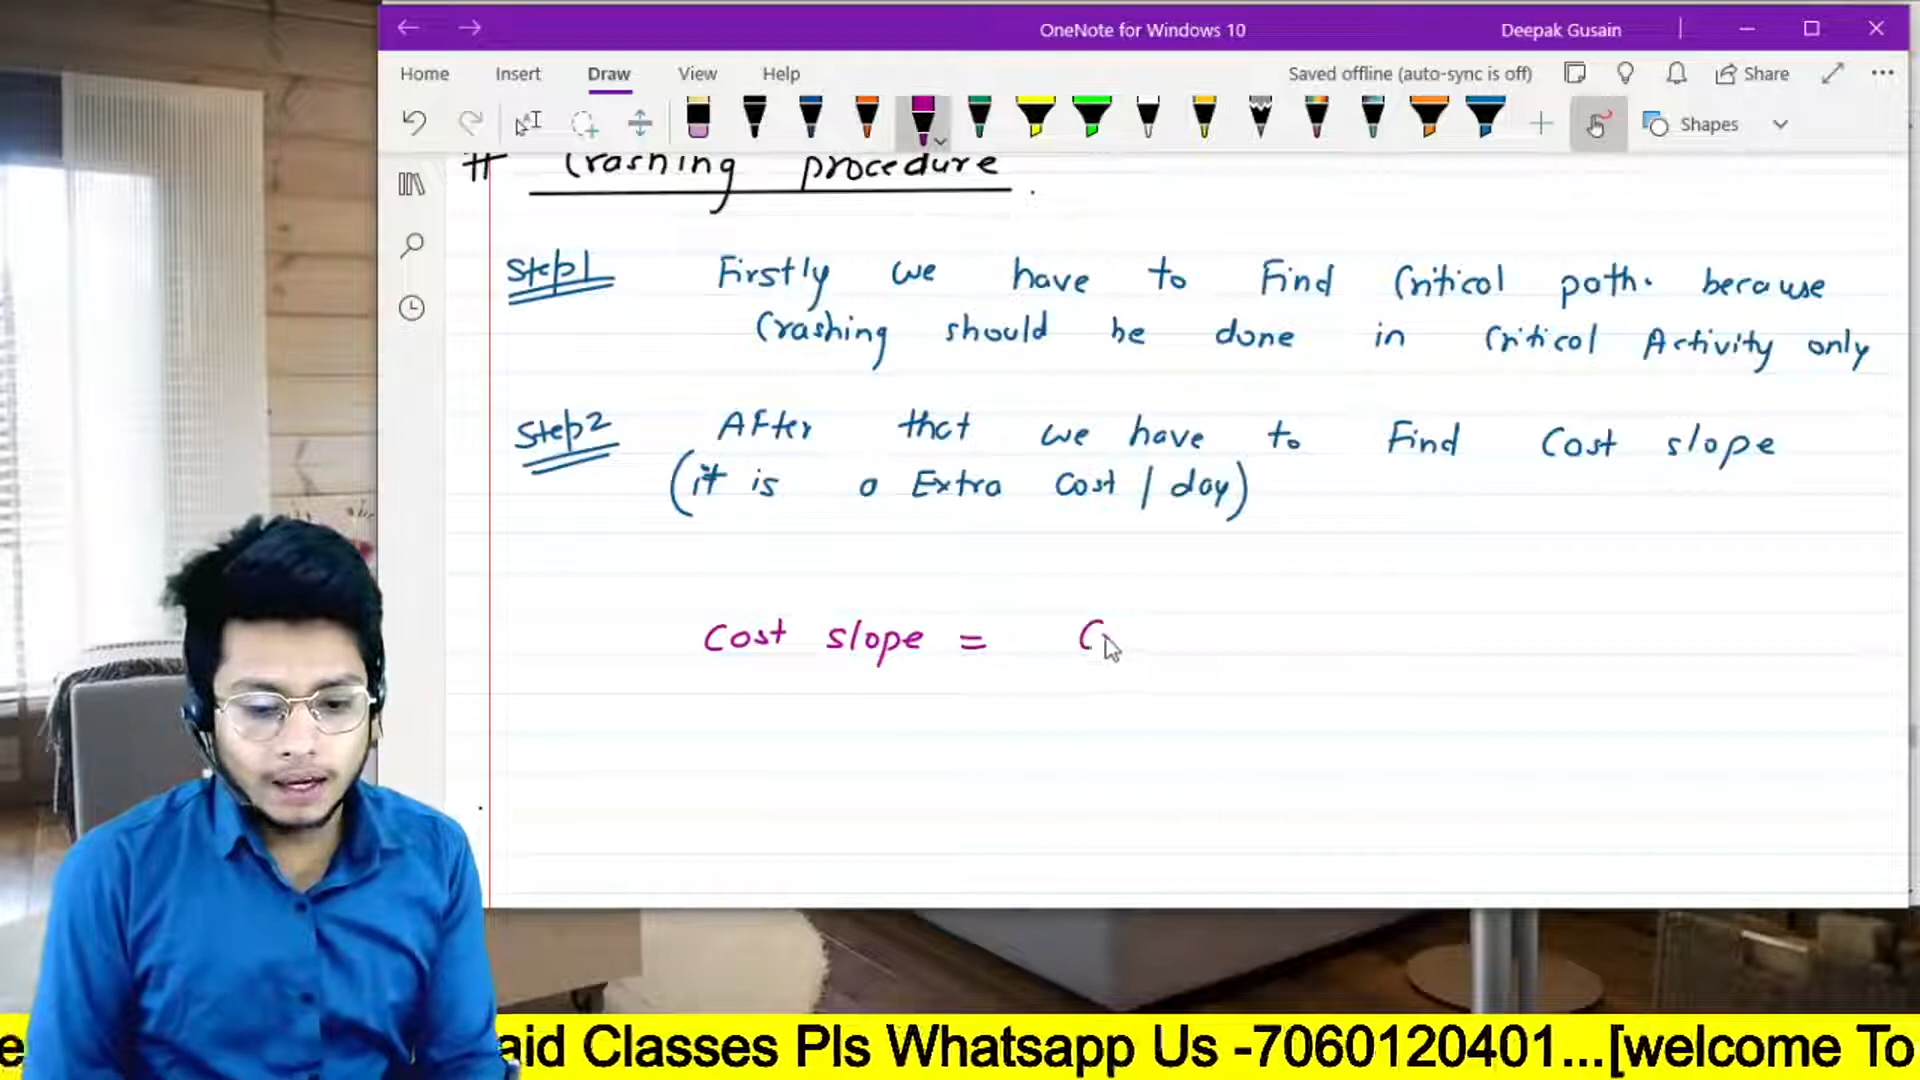 OneNote for Windows 10
Deepak Gusain
Home Insert Draw View Help
Saved offline (auto-sync is off)
Share
Shapes
# Crashing procedure
Step1 Firstly we have to Find Critical path. because
Crashing should be done in Critical Activity only
Step2 After that we have to Find Cost slope
(it is a Extra Cost / day)
Cost slope = C
e aid Classes Pls Whatsapp Us -7060120401...[welcome To